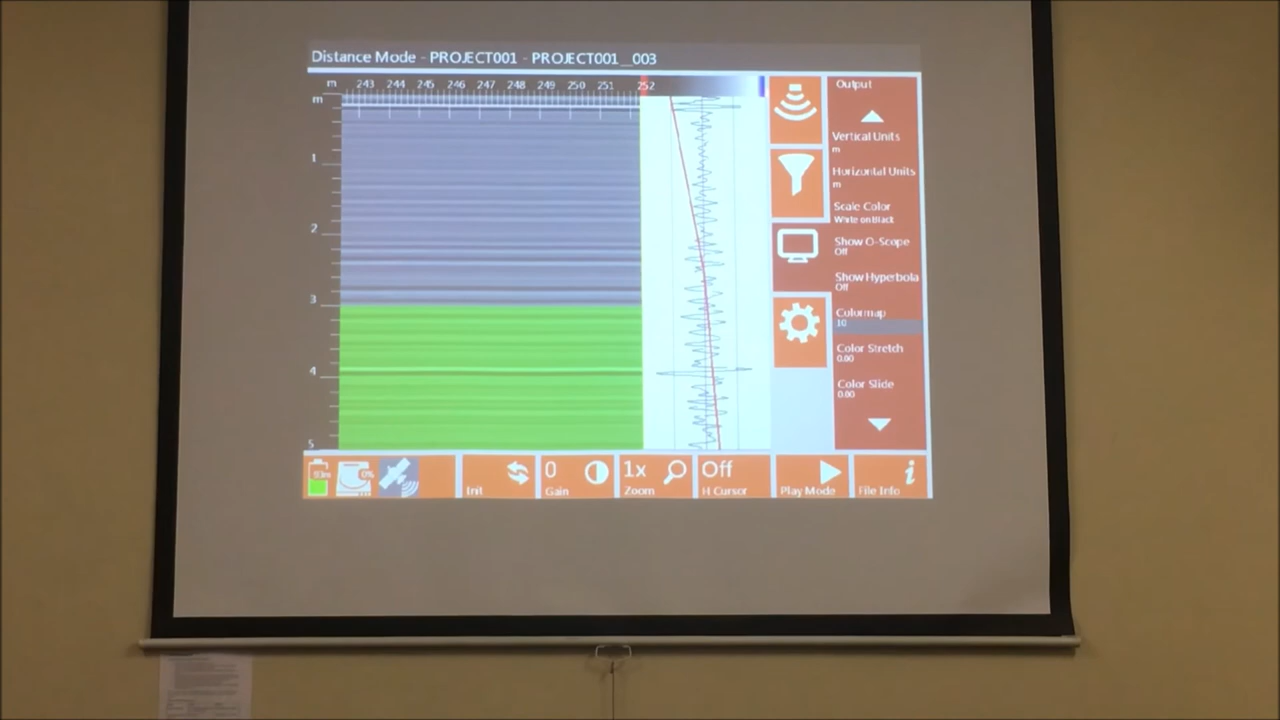 Distance Mode - PROJECT001 - PROJECT001__003
m 243 244 245 246 247 248 249 250 251 252
m
1
2
3
4
5
Output
Vertical Units
m
Horizontal Units
m
Scale Color
White on Black
Show O-Scope
Off
Show Hyperbola
Off
Colormap
10
Color Stretch
0.00
Color Slide
0.00
93% 0%
Init
0
Gain
1x
Zoom
Off
H Cursor
Play Mode
i
File Info